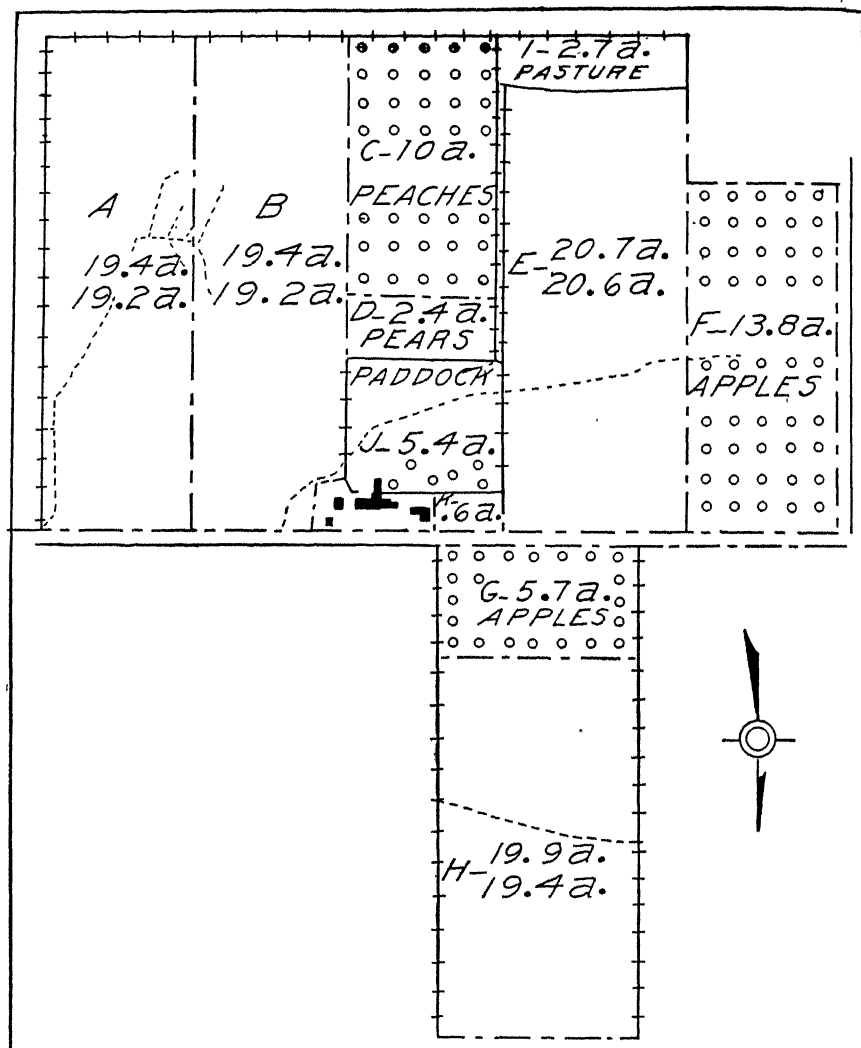 I-2.7a.
PASTURE
C-10a.
PEACHES
A
19.4a.
19.2a.
B
19.4a.
19.2a.
E-20.7a.
20.6a.
D-2.4a.
PEARS
F-13.8a.
APPLES
PADDOCK
J-5.4a.
K-.6a.
G-5.7a.
APPLES
H-19.9a.
19.4a.